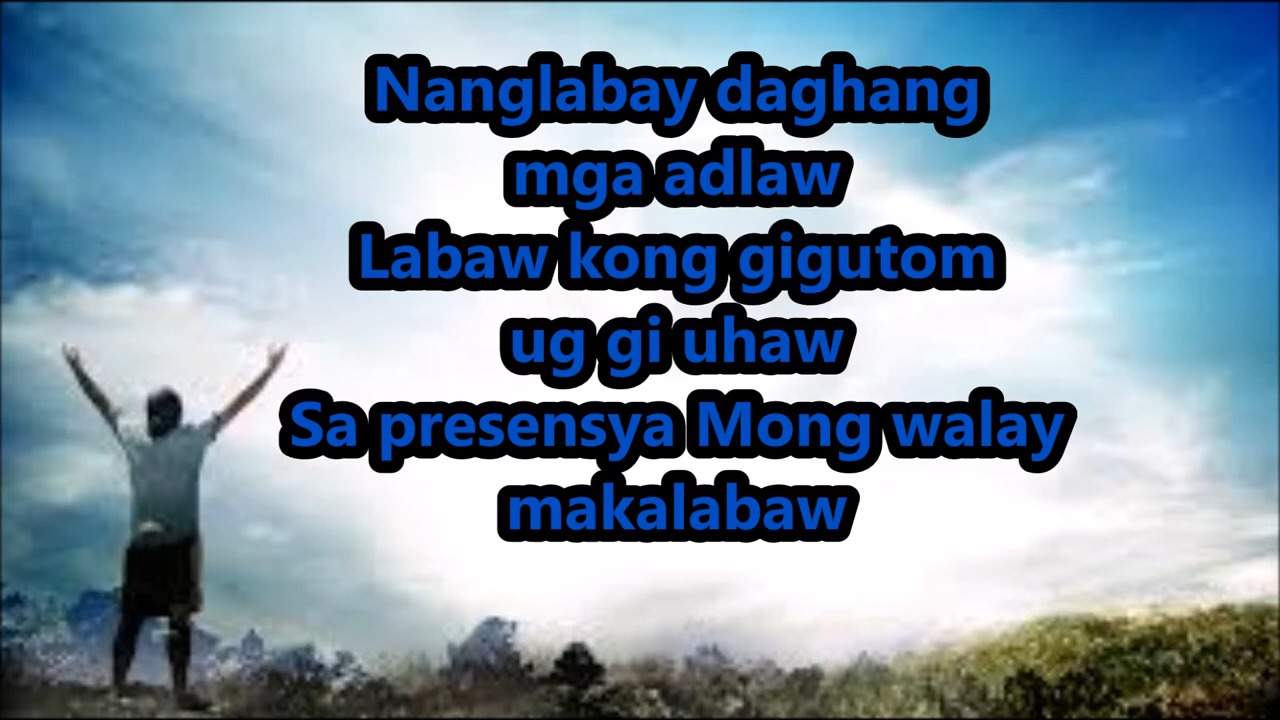 Nanglabay daghang
mga adlaw
Labaw kong gigutom
ug gi uhaw
Sa presensya Mong walay
makalabaw